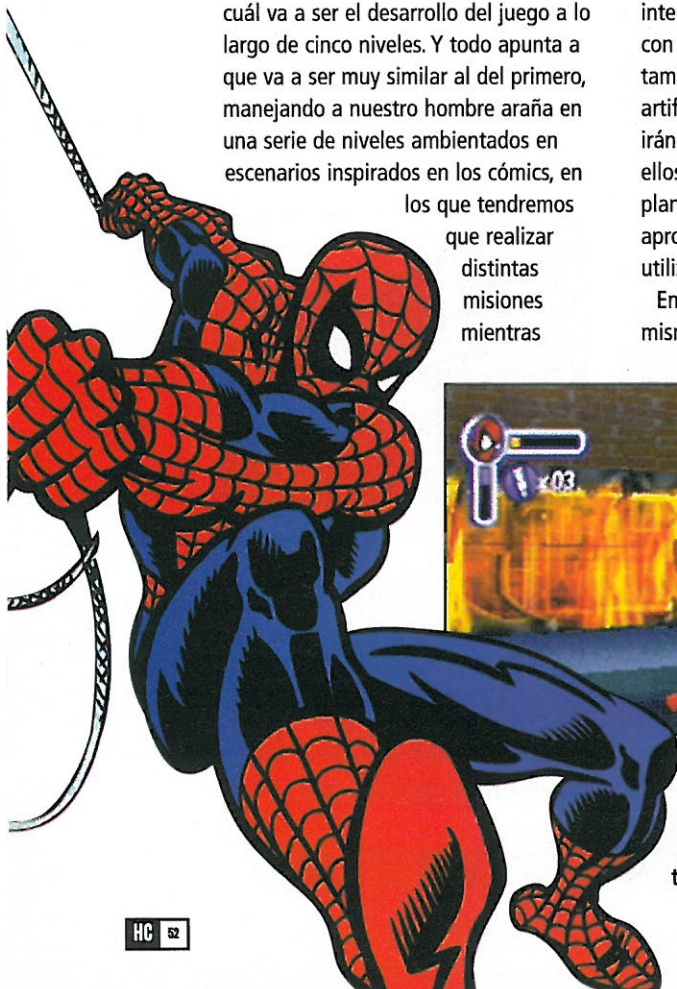 cuál va a ser el desarrollo del juego a lo
largo de cinco niveles. Y todo apunta a
que va a ser muy similar al del primero,
manejando a nuestro hombre araña en
una serie de niveles ambientados en
escenarios inspirados en los cómics, en
los que tendremos
que realizar
distintas
misiones
mientras
inte
con
tam
artif
irán
ellos
plan
apro
utiliz
En
misn
x03
t
HC 52